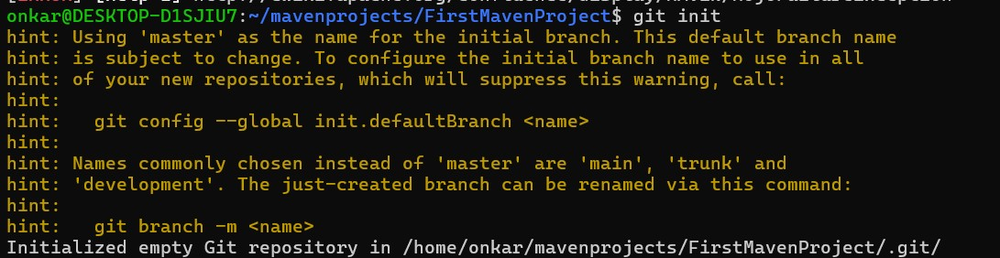 onkar@DESKTOP-D1SJIU7:~/mavenprojects/FirstMavenProject$ git init
hint: Using 'master' as the name for the initial branch. This default branch name
hint: is subject to change. To configure the initial branch name to use in all
hint: of your new repositories, which will suppress this warning, call:
hint:
hint:   git config --global init.defaultBranch <name>
hint:
hint: Names commonly chosen instead of 'master' are 'main', 'trunk' and
hint: 'development'. The just-created branch can be renamed via this command:
hint:
hint:   git branch -m <name>
Initialized empty Git repository in /home/onkar/mavenprojects/FirstMavenProject/.git/